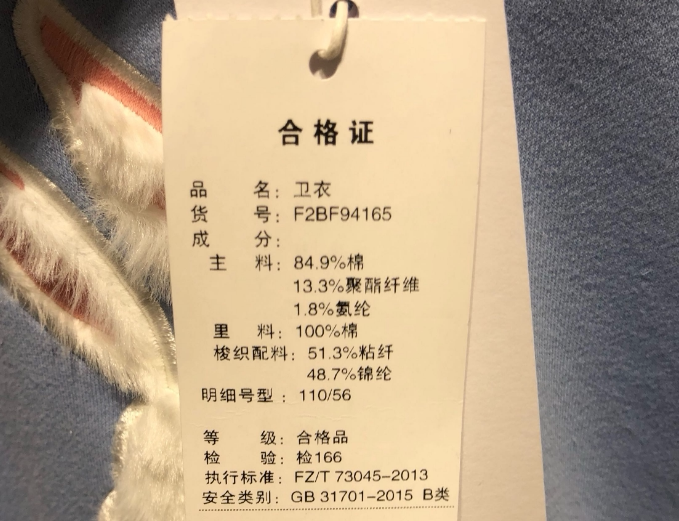 合格证
品 名：卫衣
货 号：F2BF94165
成 分：
主 料：84.9%棉
13.3%聚酯纤维
1.8%氨纶
里 料：100%棉
梭织配料：51.3%粘纤
48.7%锦纶
明细号型：110/56
等 级：合格品
检 验：检166
执行标准：FZ/T 73045-2013
安全类别：GB 31701-2015 B类